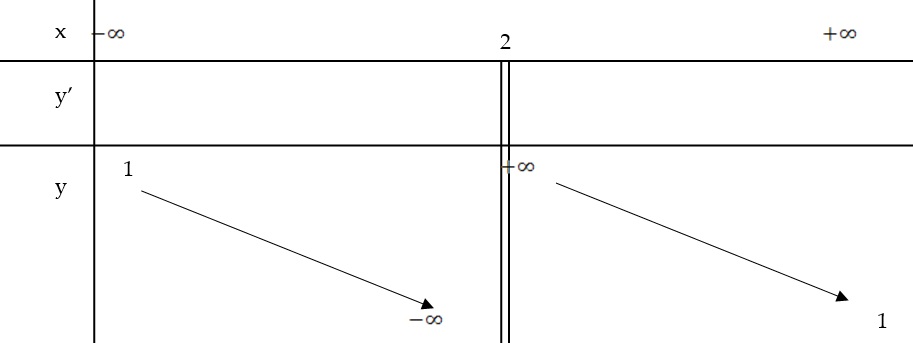 x −∞ 2 +∞
y′
1 +∞
y
−∞ 1